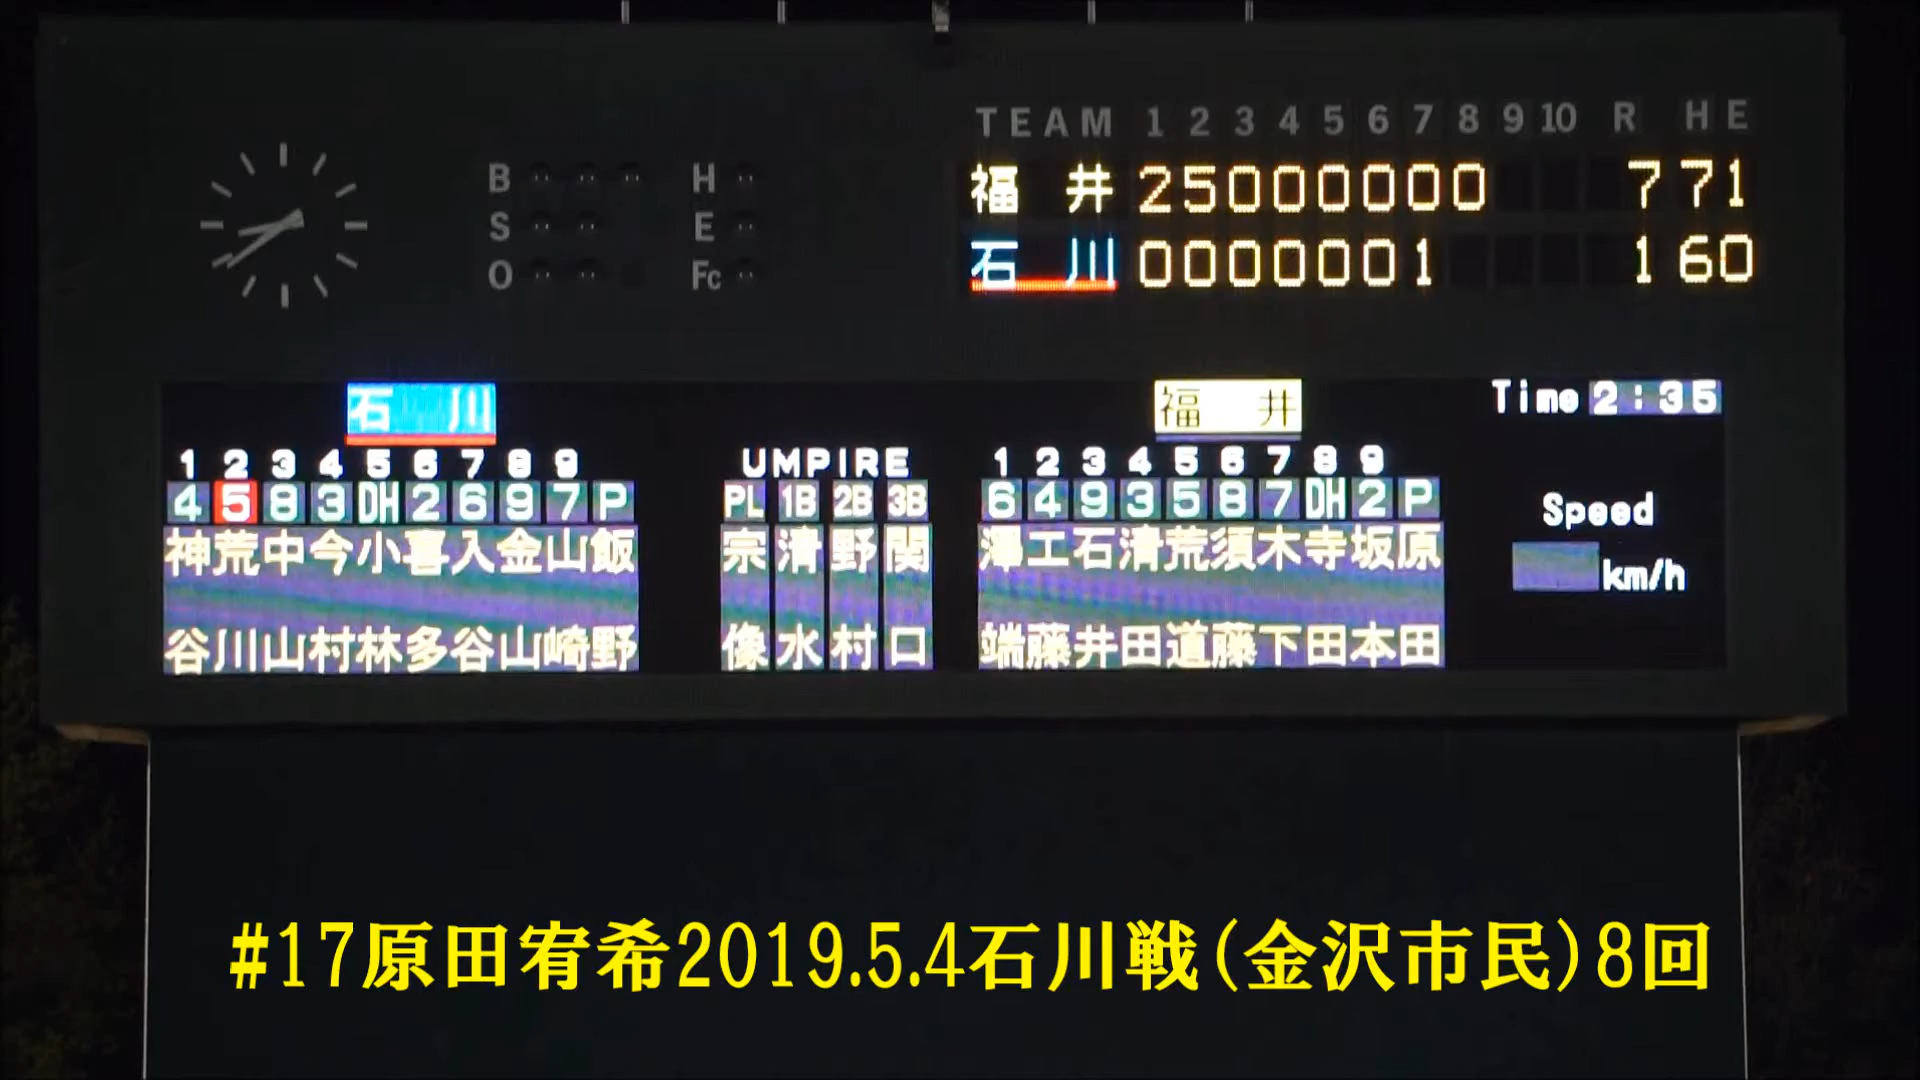 TEAM 1 2 3 4 5 6 7 8 9 10 R H E
B H
福井 2 5 0 0 0 0 0 0 7 7 1
S E
石川 0 0 0 0 0 0 1 1 6 0
O Fc
石川
福井
Time 2:35
1 2 3 4 5 6 7 8 9
4 5 8 3 DH 2 6 9 7 P
神谷 荒川 中山 今村 小林 喜多 入谷 金山 山崎 飯野
UMPIRE
PL 1B 2B 3B
宗像 清水 野村 関口
1 2 3 4 5 6 7 8 9
6 4 9 3 5 8 7 DH 2 P
澤端 工藤 石井 清田 荒道 須藤 木下 寺田 坂本 原田
Speed
km/h
#17原田宥希2019.5.4石川戦(金沢市民)8回